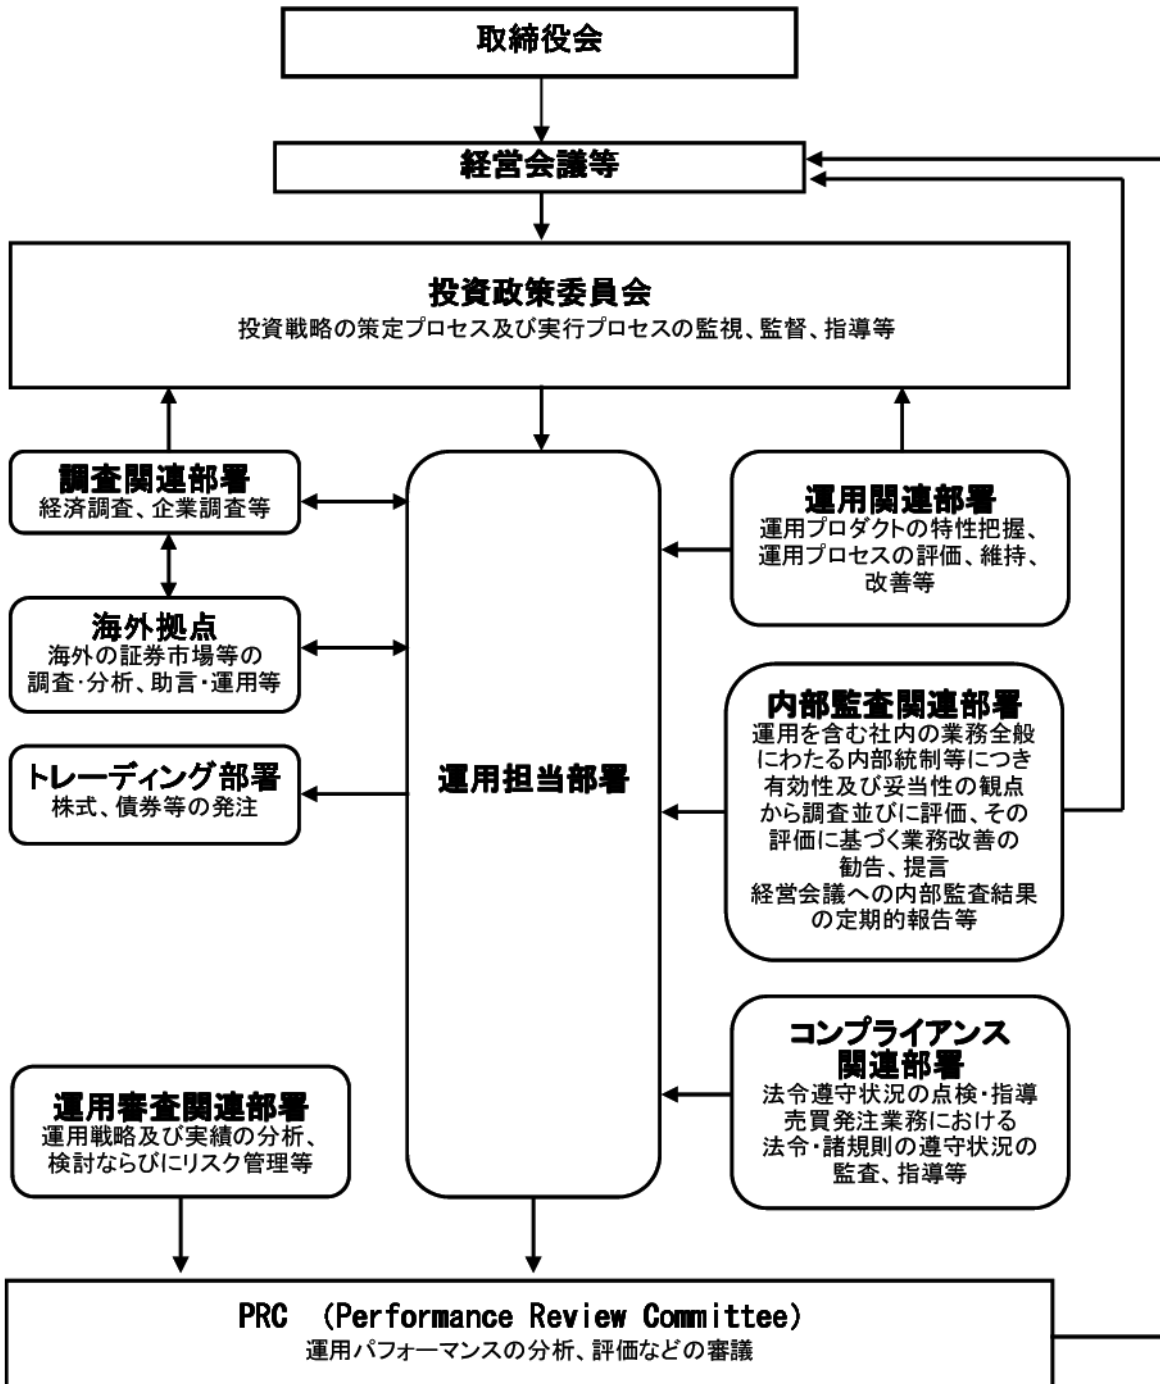 取締役会
経営会議等
投資政策委員会
投資戦略の策定プロセス及び実行プロセスの監視、監督、指導等
調査関連部署
経済調査、企業調査等
海外拠点
海外の証券市場等の
調査・分析、助言・運用等
トレーディング部署
株式、債券等の発注
運用担当部署
運用関連部署
運用プロダクトの特性把握、
運用プロセスの評価、維持、
改善等
内部監査関連部署
運用を含む社内の業務全般
にわたる内部統制等につき
有効性及び妥当性の観点
から調査並びに評価、その
評価に基づく業務改善の
勧告、提言
経営会議への内部監査結果
の定期的報告等
コンプライアンス
関連部署
法令遵守状況の点検・指導
売買発注業務における
法令・諸規則の遵守状況の
監査、指導等
運用審査関連部署
運用戦略及び実績の分析、
検討ならびにリスク管理等
PRC （Performance Review Committee）
運用パフォーマンスの分析、評価などの審議